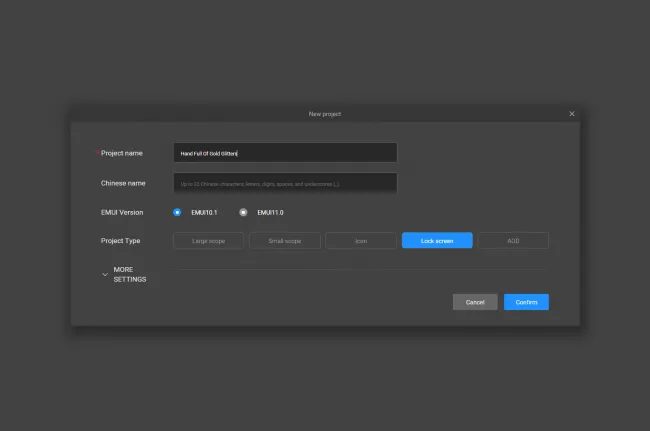 New project
* Project name
Hand Full Of Gold Glitters
Chinese name
Up to 32 Chinese characters, letters, digits, spaces, and underscores (_).
EMUI Version
EMUI10.1
EMUI11.0
Project Type
Large scope
Small scope
Icon
Lock screen
AOD
MORE
SETTINGS
Cancel
Confirm